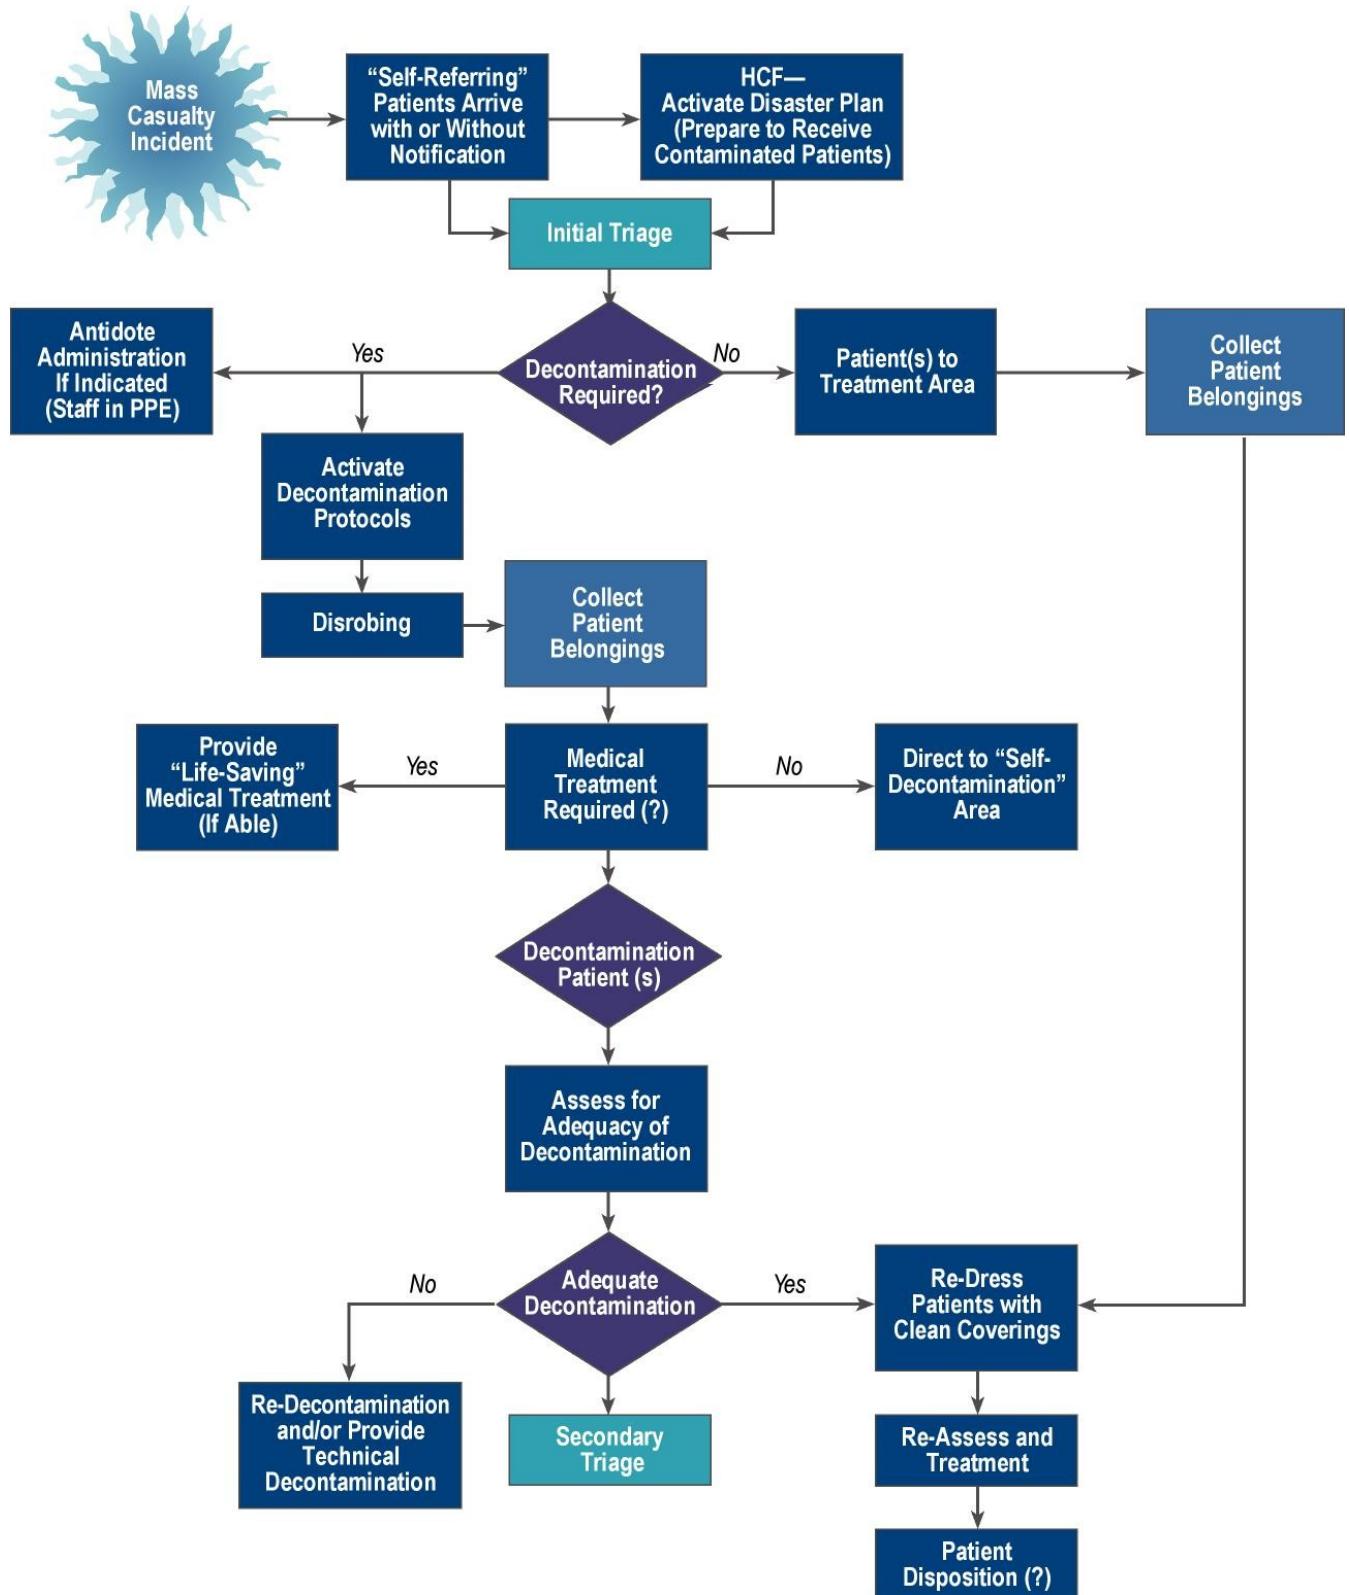 Mass
Casualty
Incident
“Self-Referring”
Patients Arrive
with or Without
Notification
HCF—
Activate Disaster Plan
(Prepare to Receive
Contaminated Patients)
Initial Triage
Antidote
Administration
If Indicated
(Staff in PPE)
Yes
Decontamination
Required?
No
Patient(s) to
Treatment Area
Collect
Patient
Belongings
Activate
Decontamination
Protocols
Disrobing
Collect
Patient
Belongings
Provide
“Life-Saving”
Medical Treatment
(If Able)
Yes
Medical
Treatment
Required (?)
No
Direct to “Self-
Decontamination”
Area
Decontamination
Patient (s)
Assess for
Adequacy of
Decontamination
No
Adequate
Decontamination
Yes
Re-Dress
Patients with
Clean Coverings
Re-Decontamination
and/or Provide
Technical
Decontamination
Secondary
Triage
Re-Assess and
Treatment
Patient
Disposition (?)